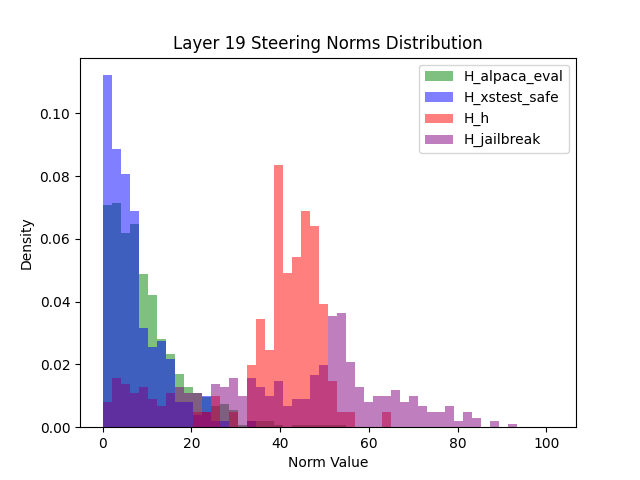 Layer 19 Steering Norms Distribution
H_alpaca_eval
H_xstest_safe
H_h
H_jailbreak
Density
0.10
0.08
0.06
0.04
0.02
0.00
0
20
40
60
80
100
Norm Value